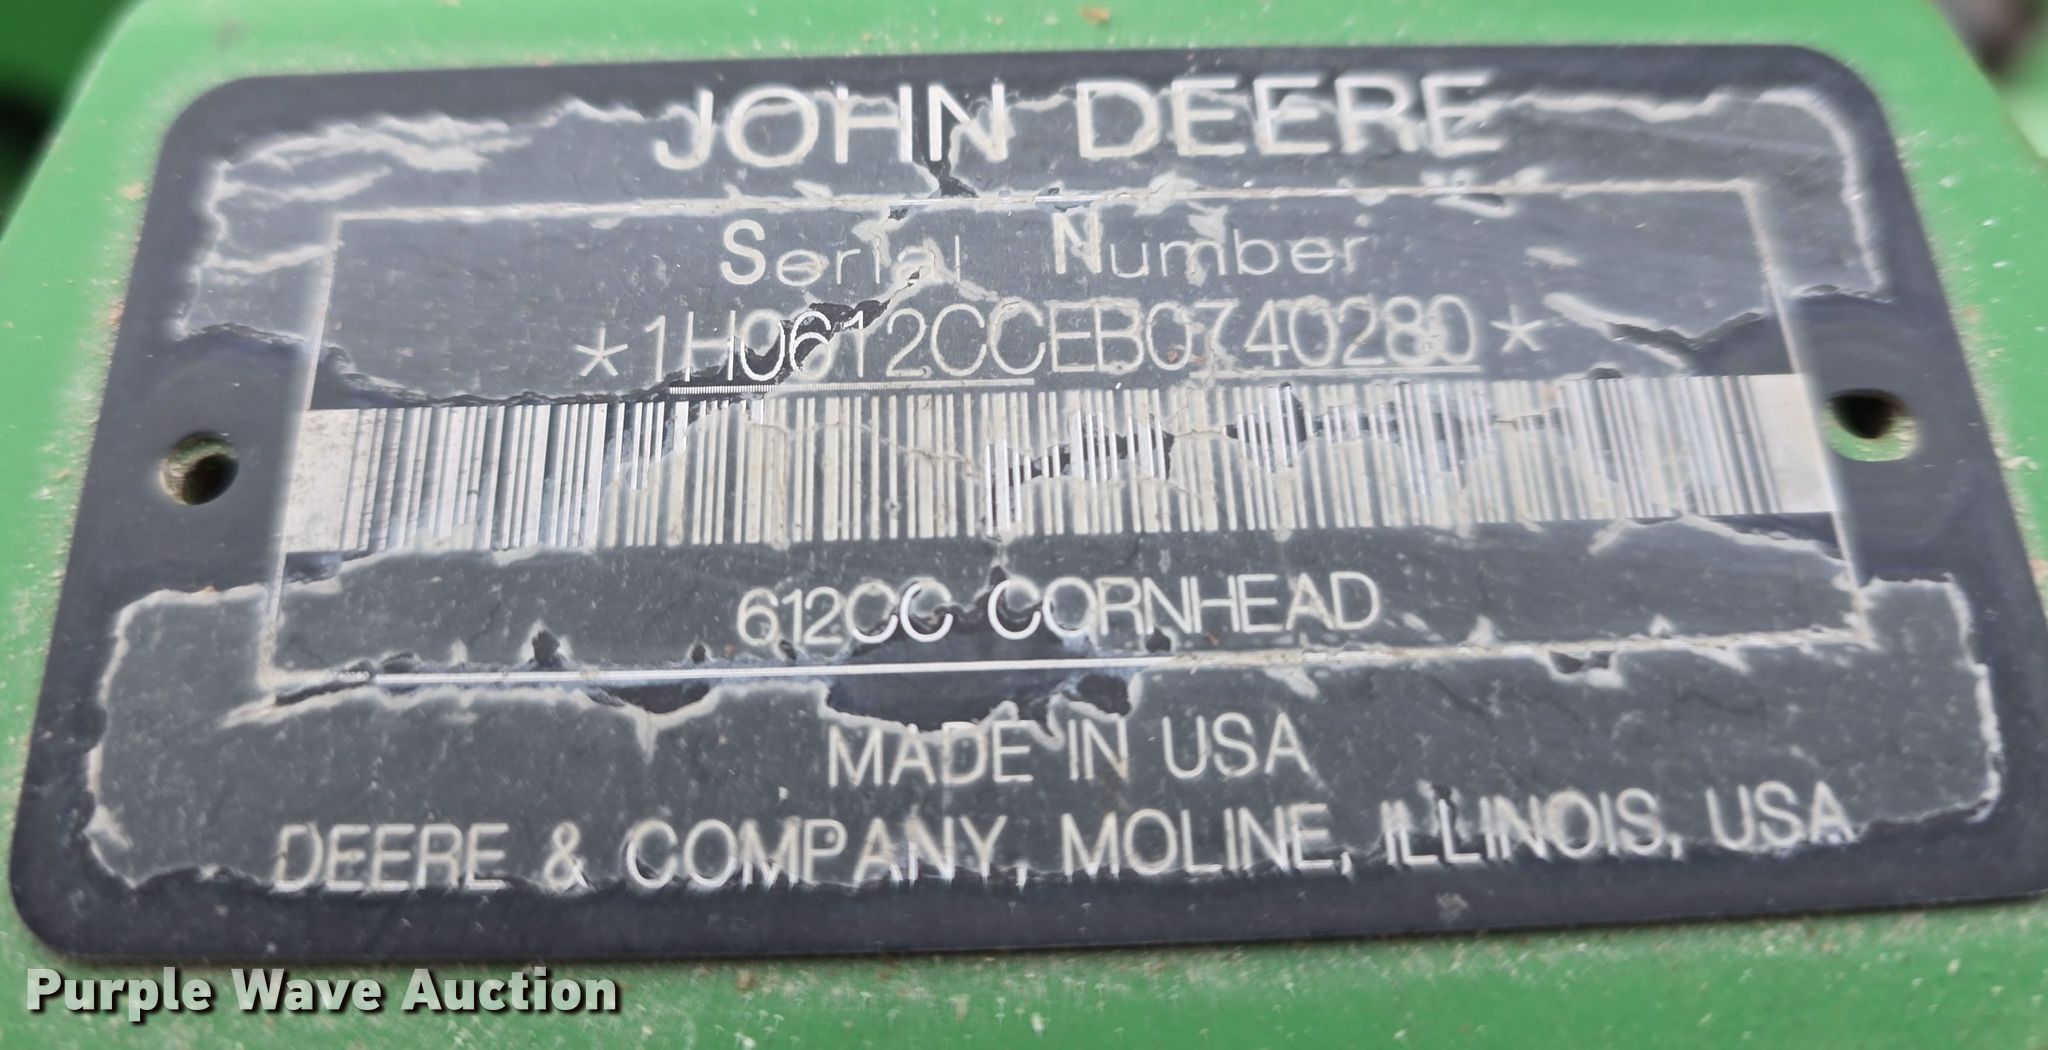 JOHN DEERE
Serial Number
*1H0612CCEB0740280*
612CC CORNHEAD
MADE IN USA
DEERE & COMPANY, MOLINE, ILLINOIS, USA
Purple Wave Auction